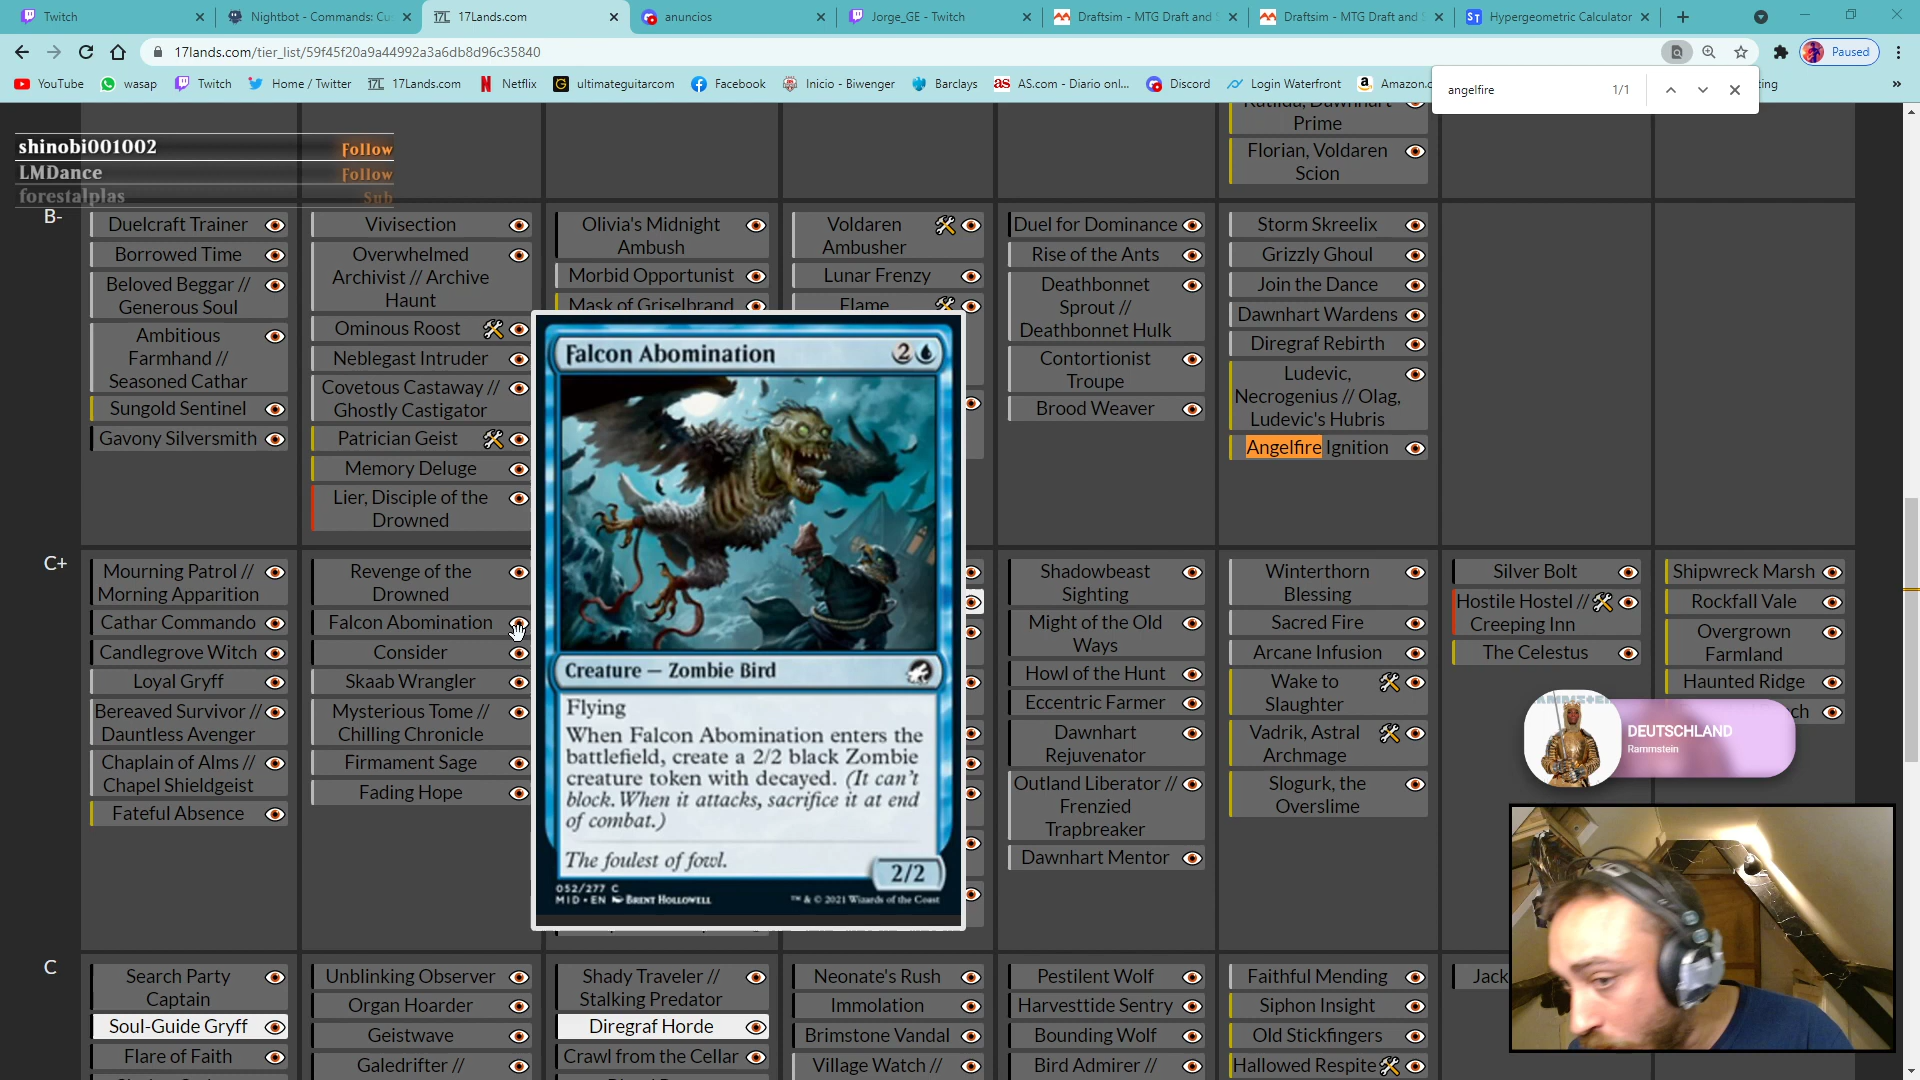 Twitch
Nightbot - Commands: Cu
17Lands.com
anuncios
Jorge_GE - Twitch
Draftsim - MTG Draft and
Draftsim - MTG Draft and
Hypergeometric Calculator
17lands.com/tier_list/59f45f20a9a44992a3a6db8d96c35840
Paused
YouTube
wasap
Twitch
Home / Twitter
17Lands.com
Netflix
ultimateguitarcom
Facebook
Inicio - Biwenger
Barclays
AS.com - Diario onl...
Discord
Login Waterfront
Amazon.c
angelfire
1/1
shinobi001002 Follow
LMDance Follow
forestalplas Sub
Prime
Florian, Voldaren
Scion
B-
Duelcraft Trainer
Borrowed Time
Beloved Beggar //
Generous Soul
Ambitious
Farmhand //
Seasoned Cathar
Sungold Sentinel
Gavony Silversmith
Vivisection
Overwhelmed
Archivist // Archive
Haunt
Ominous Roost
Neblegast Intruder
Covetous Castaway //
Ghostly Castigator
Patrician Geist
Memory Deluge
Lier, Disciple of the
Drowned
Olivia's Midnight
Ambush
Morbid Opportunist
Mask of Griselbrand
Voldaren
Ambusher
Lunar Frenzy
Flame
Duel for Dominance
Rise of the Ants
Deathbonnet
Sprout //
Deathbonnet Hulk
Contortionist
Troupe
Brood Weaver
Storm Skreelix
Grizzly Ghoul
Join the Dance
Dawnhart Wardens
Diregraf Rebirth
Ludevic,
Necrogenius // Olag,
Ludevic's Hubris
Angelfire Ignition
Falcon Abomination 2
Creature — Zombie Bird
Flying
When Falcon Abomination enters the
battlefield, create a 2/2 black Zombie
creature token with decayed. (It can't
block. When it attacks, sacrifice it at end
of combat.)
The foulest of fowl.
2/2
052/277 C
MID • EN Brent Hollowell
™ & © 2021 Wizards of the Coast
C+
Mourning Patrol //
Morning Apparition
Cathar Commando
Candlegrove Witch
Loyal Gryff
Bereaved Survivor //
Dauntless Avenger
Chaplain of Alms //
Chapel Shieldgeist
Fateful Absence
Revenge of the
Drowned
Falcon Abomination
Consider
Skaab Wrangler
Mysterious Tome //
Chilling Chronicle
Firmament Sage
Fading Hope
Shadowbeast
Sighting
Might of the Old
Ways
Howl of the Hunt
Eccentric Farmer
Dawnhart
Rejuvenator
Outland Liberator //
Frenzied
Trapbreaker
Dawnhart Mentor
Winterthorn
Blessing
Sacred Fire
Arcane Infusion
Wake to
Slaughter
Vadrik, Astral
Archmage
Slogurk, the
Overslime
Silver Bolt
Hostile Hostel //
Creeping Inn
The Celestus
Shipwreck Marsh
Rockfall Vale
Overgrown
Farmland
Haunted Ridge
ch
DEUTSCHLAND
Rammstein
C
Search Party
Captain
Soul-Guide Gryff
Flare of Faith
Unblinking Observer
Organ Hoarder
Geistwave
Galedrifter //
Shady Traveler //
Stalking Predator
Diregraf Horde
Crawl from the Cellar
Neonate's Rush
Immolation
Brimstone Vandal
Village Watch //
Pestilent Wolf
Harvesttide Sentry
Bounding Wolf
Bird Admirer //
Faithful Mending
Siphon Insight
Old Stickfingers
Hallowed Respite
Jack